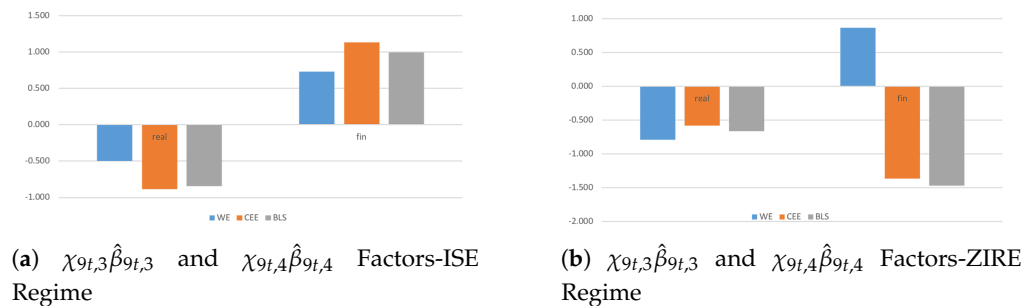 1.500
1.000
0.500
0.000
-0.500
-1.000
real
fin
WE CEE BLS
(a) χ9t,3β̂9t,3 and χ9t,4β̂9t,4 Factors-ISE
Regime
1.000
0.500
0.000
-0.500
-1.000
-1.500
-2.000
real
fin
WE CEE BLS
(b) χ9t,3β̂9t,3 and χ9t,4β̂9t,4 Factors-ZIRE
Regime